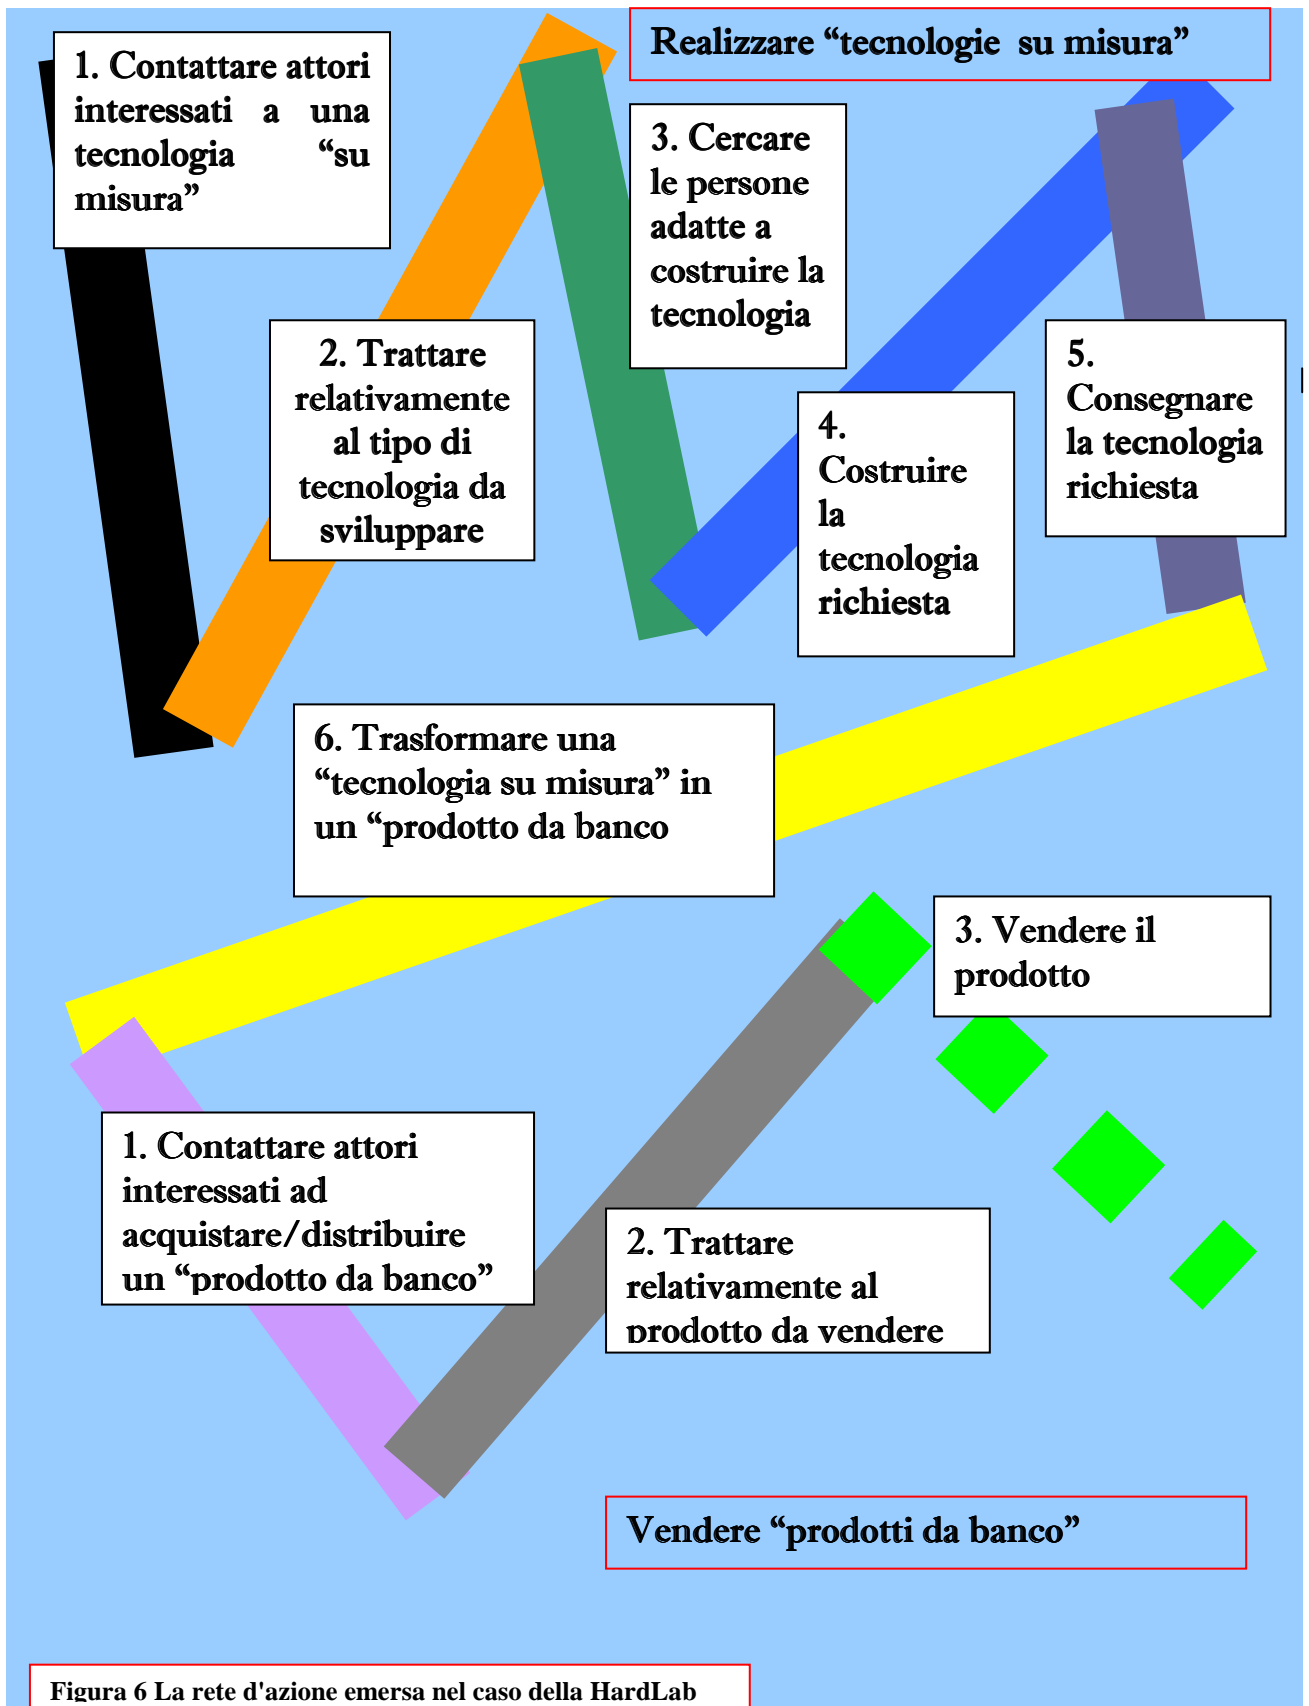 Realizzare “tecnologie su misura”
1. Contattare attori
interessati a una
tecnologia “su
misura”
2. Trattare
relativamente
al tipo di
tecnologia da
sviluppare
3. Cercare
le persone
adatte a
costruire la
tecnologia
4.
Costruire
la
tecnologia
richiesta
5.
Consegnare
la tecnologia
richiesta
6. Trasformare una
“tecnologia su misura” in
un “prodotto da banco
1. Contattare attori
interessati ad
acquistare/distribuire
un “prodotto da banco”
2. Trattare
relativamente al
prodotto da vendere
3. Vendere il
prodotto
Vendere “prodotti da banco”
Figura 6 La rete d'azione emersa nel caso della HardLab